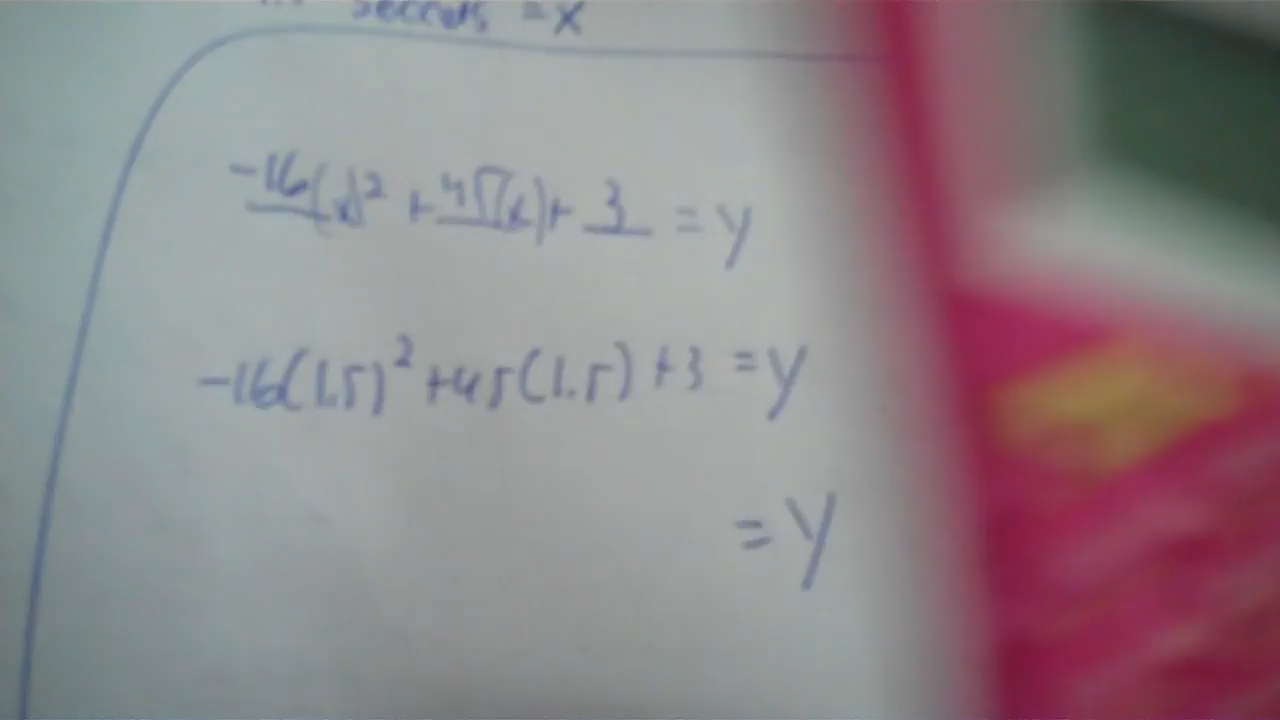 seconds = x
-16(x)² + 45(x) + 3 = y
-16(1.5)² + 45(1.5) + 3 = y
= y